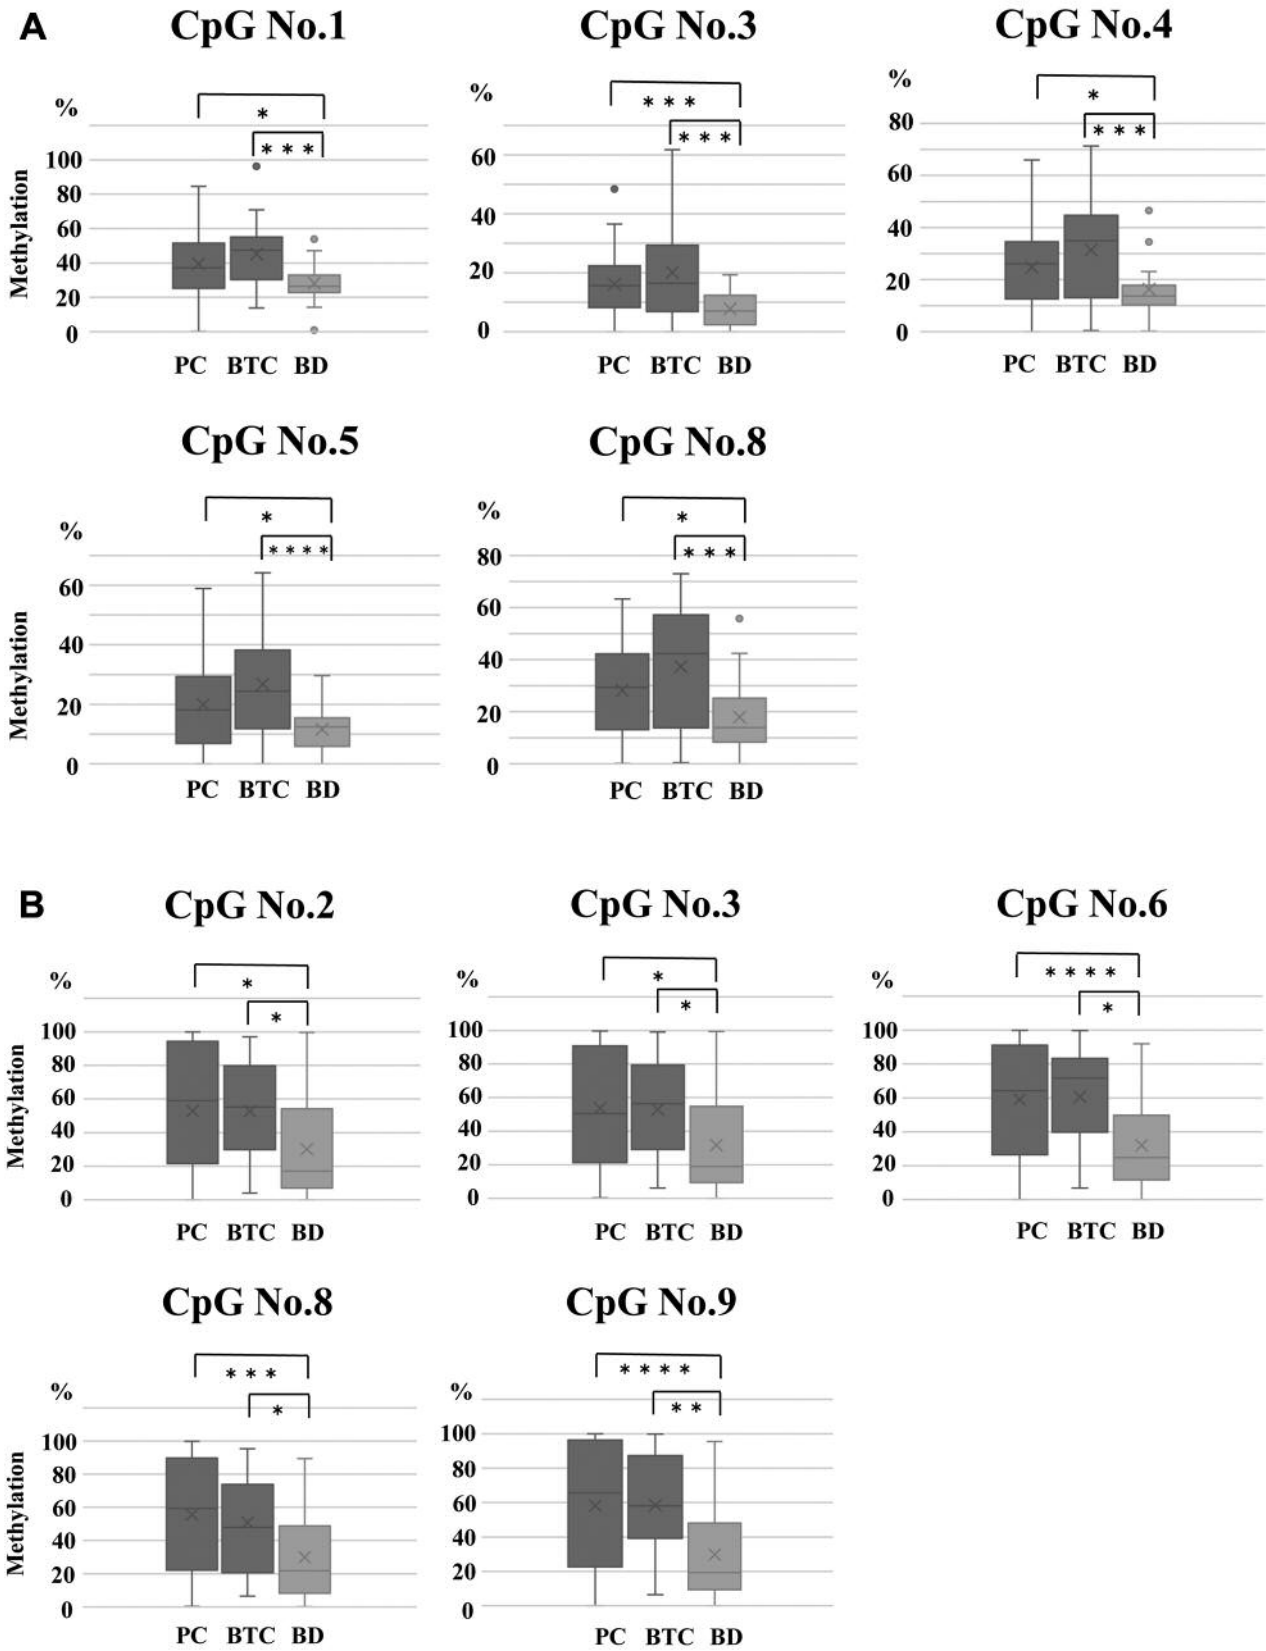 A
CpG No.1
CpG No.3
CpG No.4
%
%
%
*
* * *
* * *
* * *
*
* * *
Methylation
100
80
60
40
20
0
60
40
20
0
80
60
40
20
0
PC BTC BD
PC BTC BD
PC BTC BD
CpG No.5
CpG No.8
%
%
*
* * * *
*
* * *
Methylation
60
40
20
0
80
60
40
20
0
PC BTC BD
PC BTC BD
B
CpG No.2
CpG No.3
CpG No.6
%
%
%
*
*
*
*
* * * *
*
Methylation
100
80
60
40
20
0
100
80
60
40
20
0
100
80
60
40
20
0
PC BTC BD
PC BTC BD
PC BTC BD
CpG No.8
CpG No.9
%
%
* * *
*
* * * *
* *
Methylation
100
80
60
40
20
0
100
80
60
40
20
0
PC BTC BD
PC BTC BD